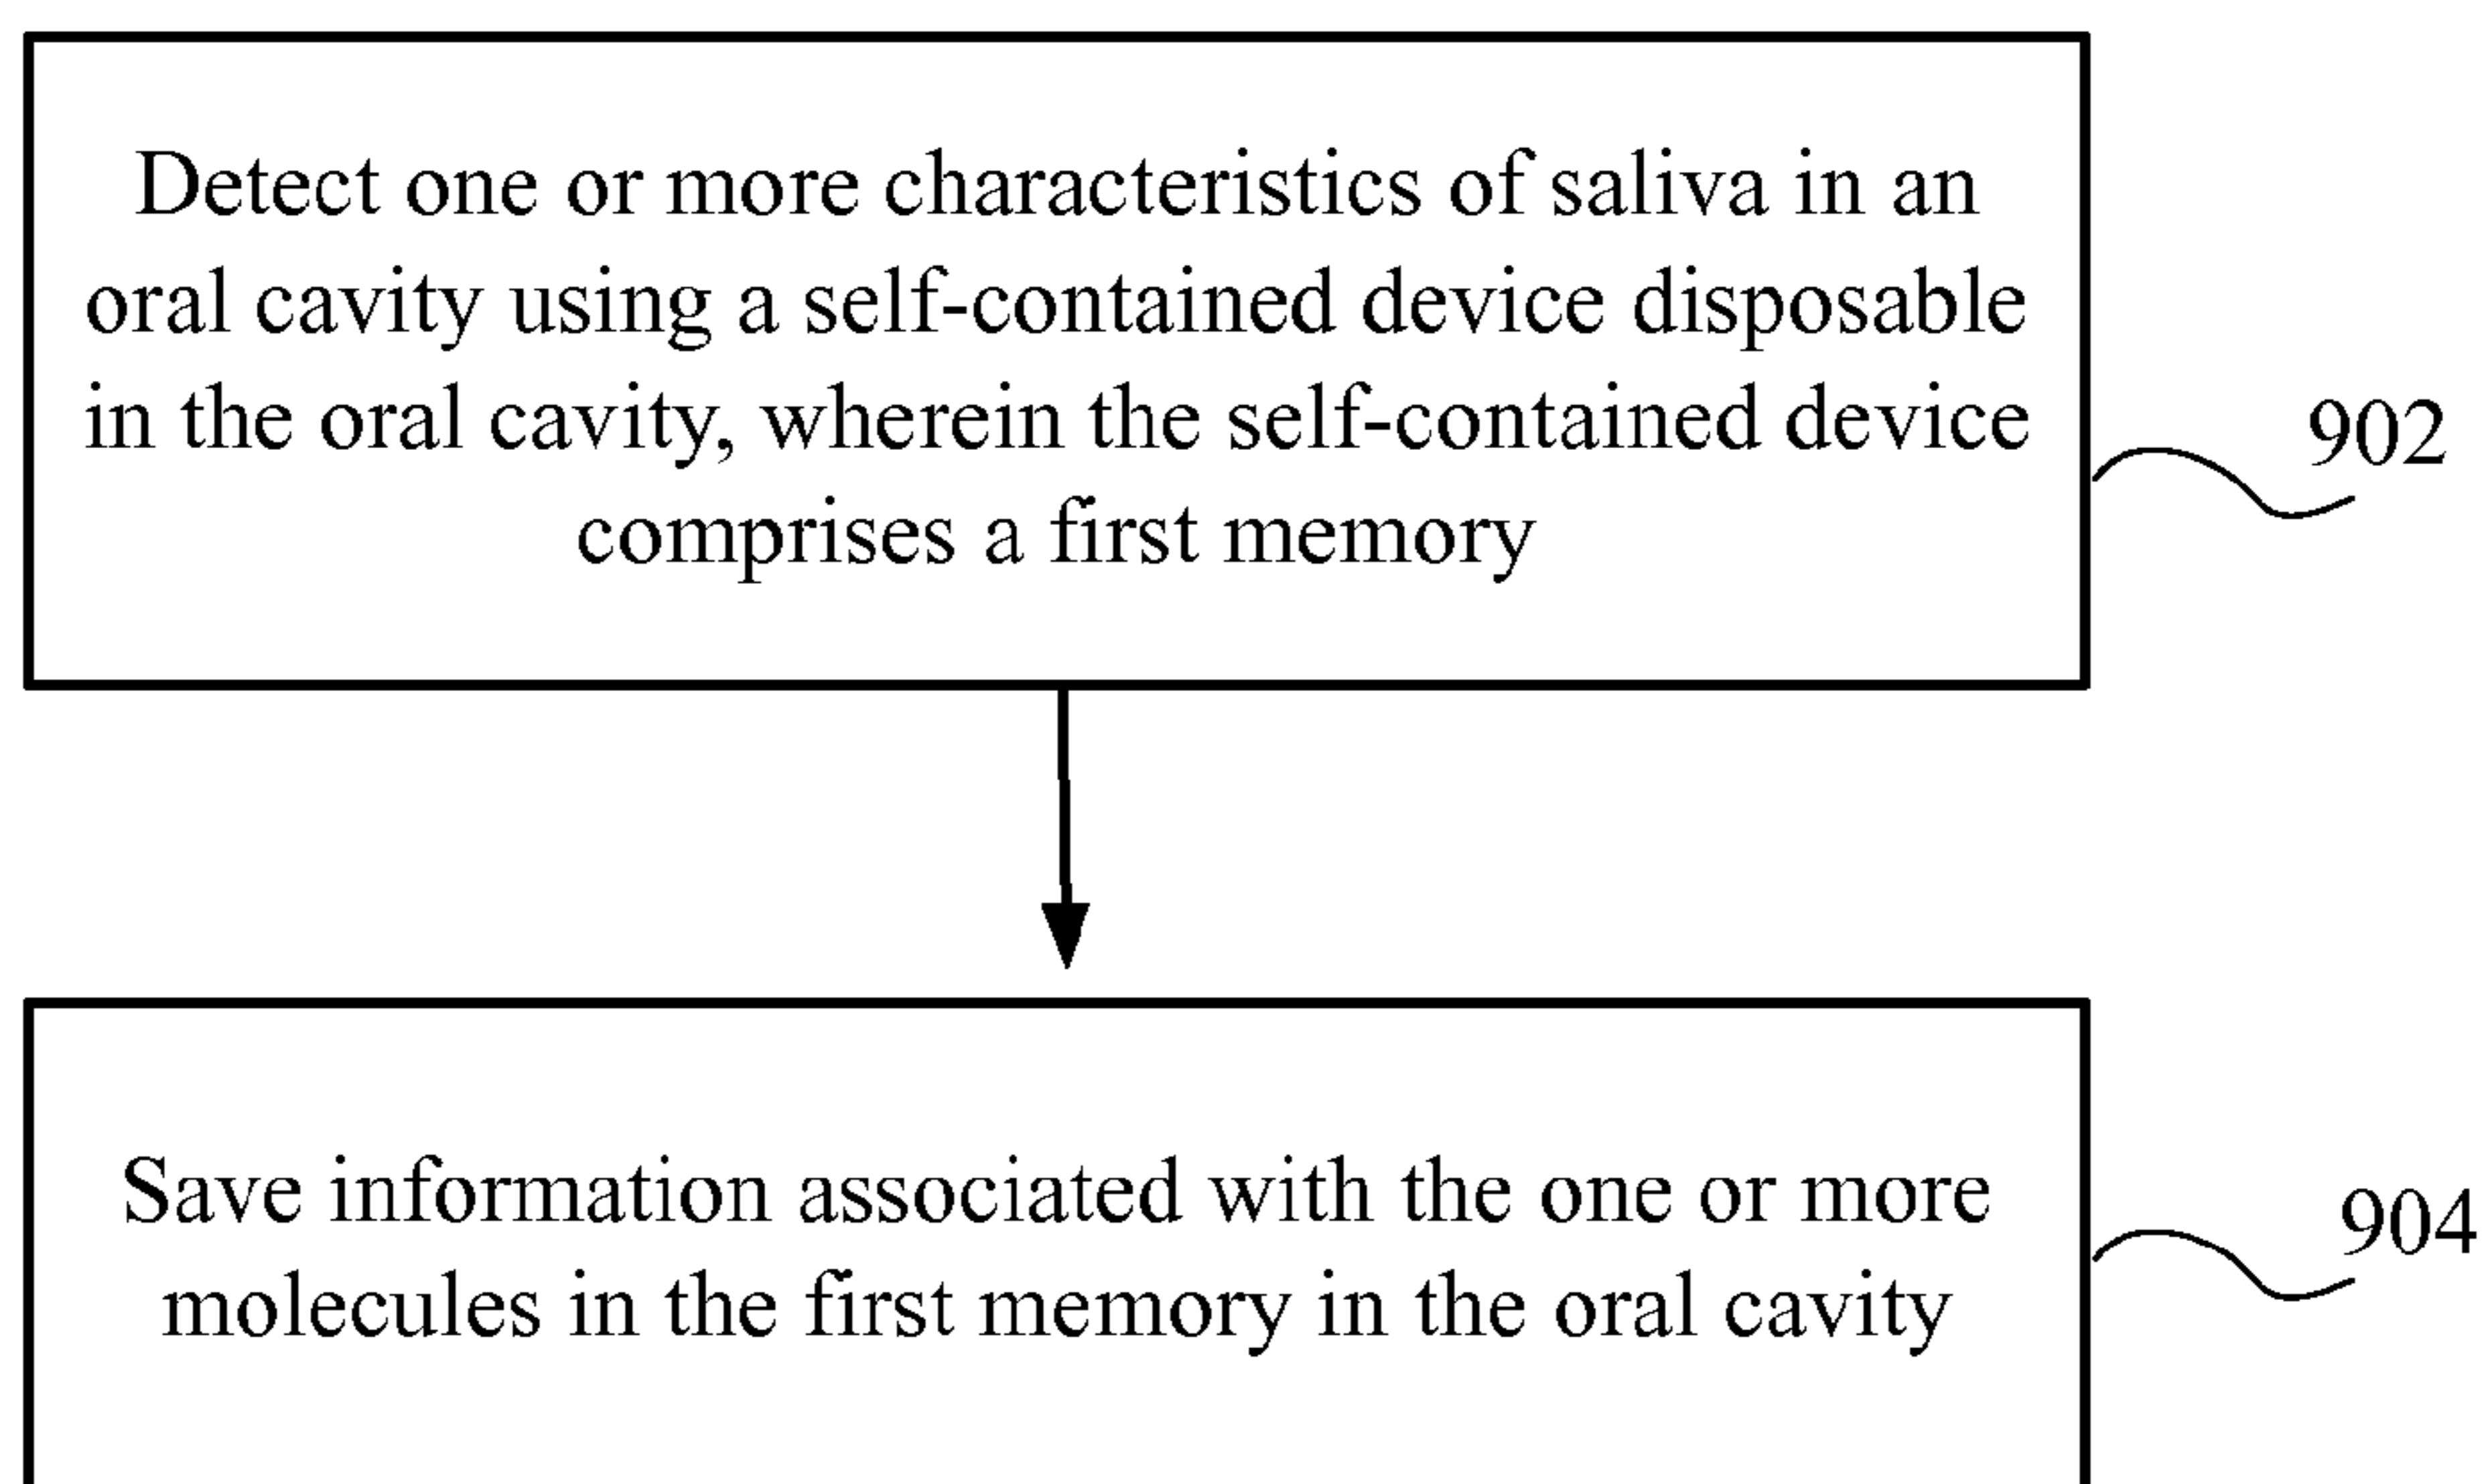 Detect one or more characteristics of saliva in an
oral cavity using a self-contained device disposable
in the oral cavity, wherein the self-contained device
comprises a first memory
902
Save information associated with the one or more
molecules in the first memory in the oral cavity
904